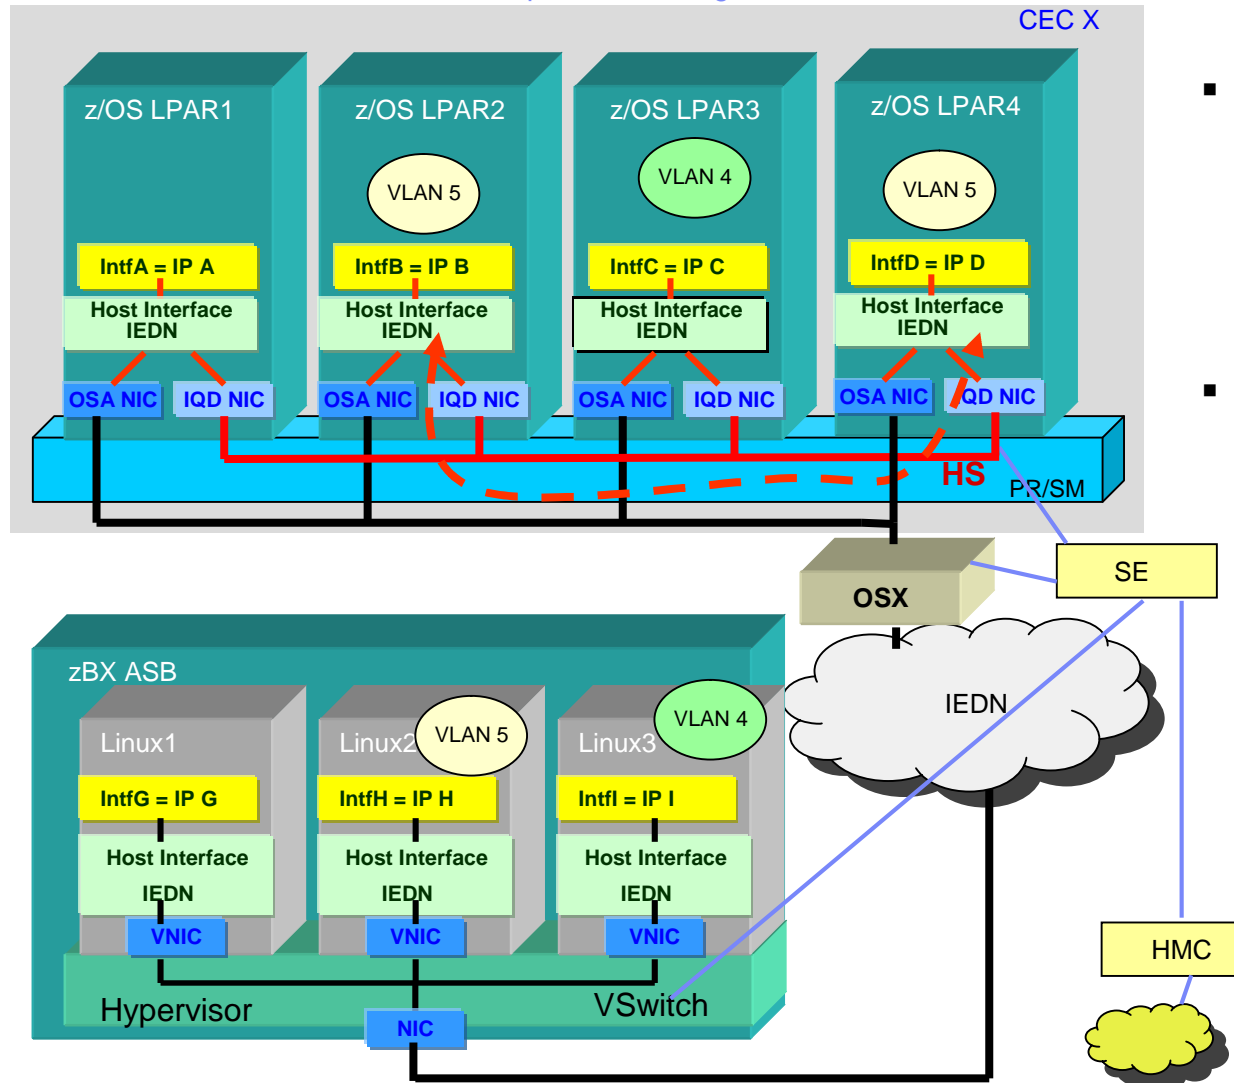 CEC X
z/OS LPAR1
z/OS LPAR2
z/OS LPAR3
z/OS LPAR4
VLAN 5
VLAN 4
VLAN 5
IntfA = IP A
IntfB = IP B
IntfC = IP C
IntfD = IP D
Host Interface
IEDN
Host Interface
IEDN
Host Interface
IEDN
Host Interface
IEDN
OSA NIC
IQD NIC
OSA NIC
IQD NIC
OSA NIC
IQD NIC
OSA NIC
IQD NIC
HS
PR/SM
SE
OSX
IEDN
zBX ASB
Linux1
Linux2
VLAN 5
Linux3
VLAN 4
IntfG = IP G
IntfH = IP H
IntfI = IP I
Host Interface
IEDN
Host Interface
IEDN
Host Interface
IEDN
VNIC
VNIC
VNIC
Hypervisor
VSwitch
NIC
HMC